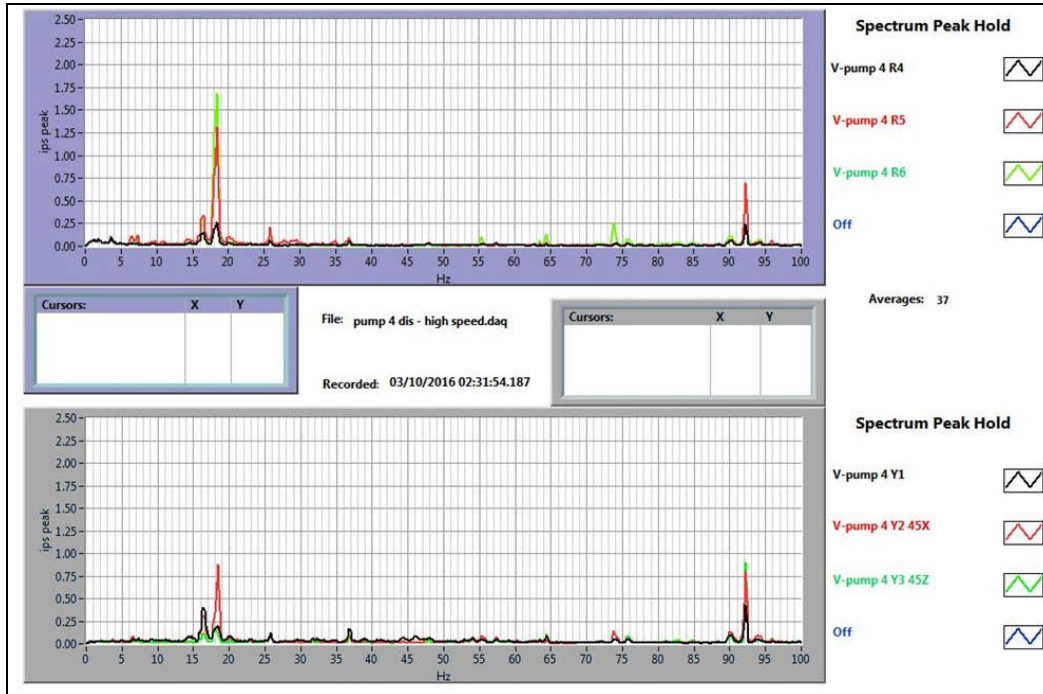 Spectrum Peak Hold
V-pump 4 R4
V-pump 4 R5
V-pump 4 R6
Off
ips peak
2.50
2.25
2.00
1.75
1.50
1.25
1.00
0.75
0.50
0.25
0.00
0 5 10 15 20 25 30 35 40 45 50 55 60 65 70 75 80 85 90 95 100
Hz
Cursors: X Y
File: pump 4 dis - high speed.daq
Recorded: 03/10/2016 02:31:54.187
Cursors: X Y
Averages: 37
Spectrum Peak Hold
V-pump 4 Y1
V-pump 4 Y2 45X
V-pump 4 Y3 45Z
Off
ips peak
2.50
2.25
2.00
1.75
1.50
1.25
1.00
0.75
0.50
0.25
0.00
0 5 10 15 20 25 30 35 40 45 50 55 60 65 70 75 80 85 90 95 100
Hz